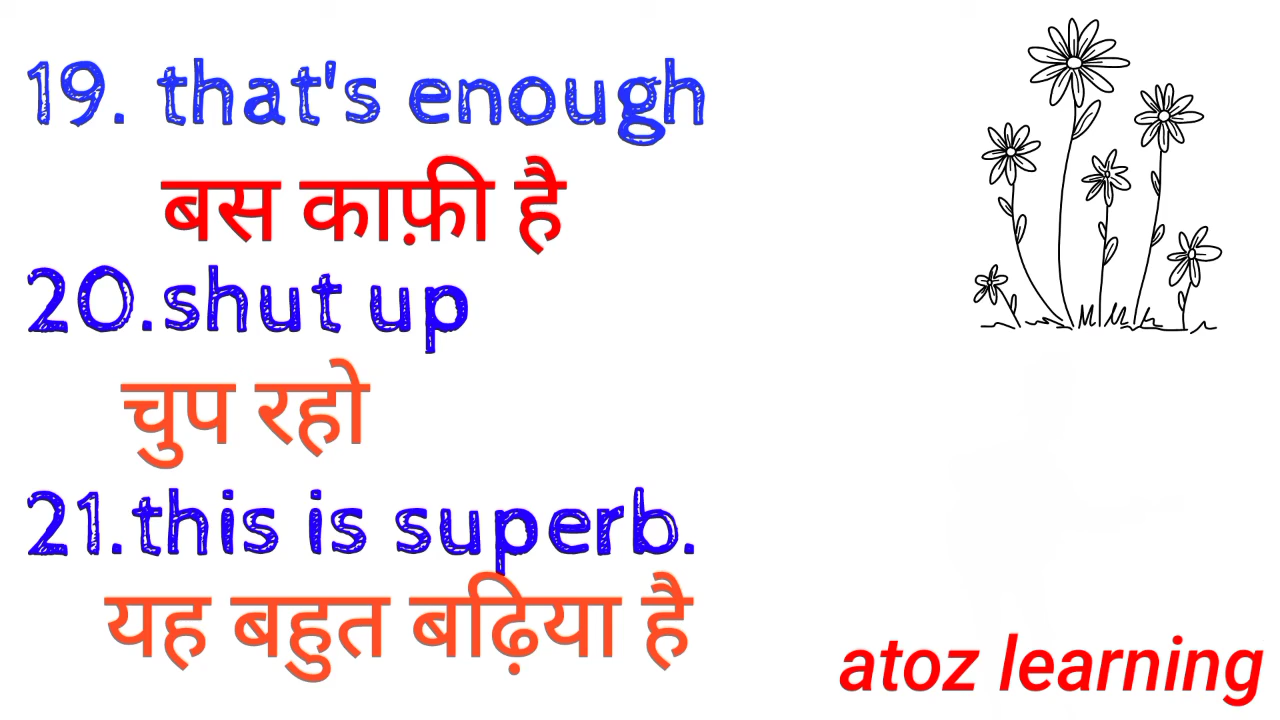 19. that's enough
बस काफ़ी है
20.shut up
चुप रहो
21.this is superb.
यह बहुत बढ़िया है
atoz learning